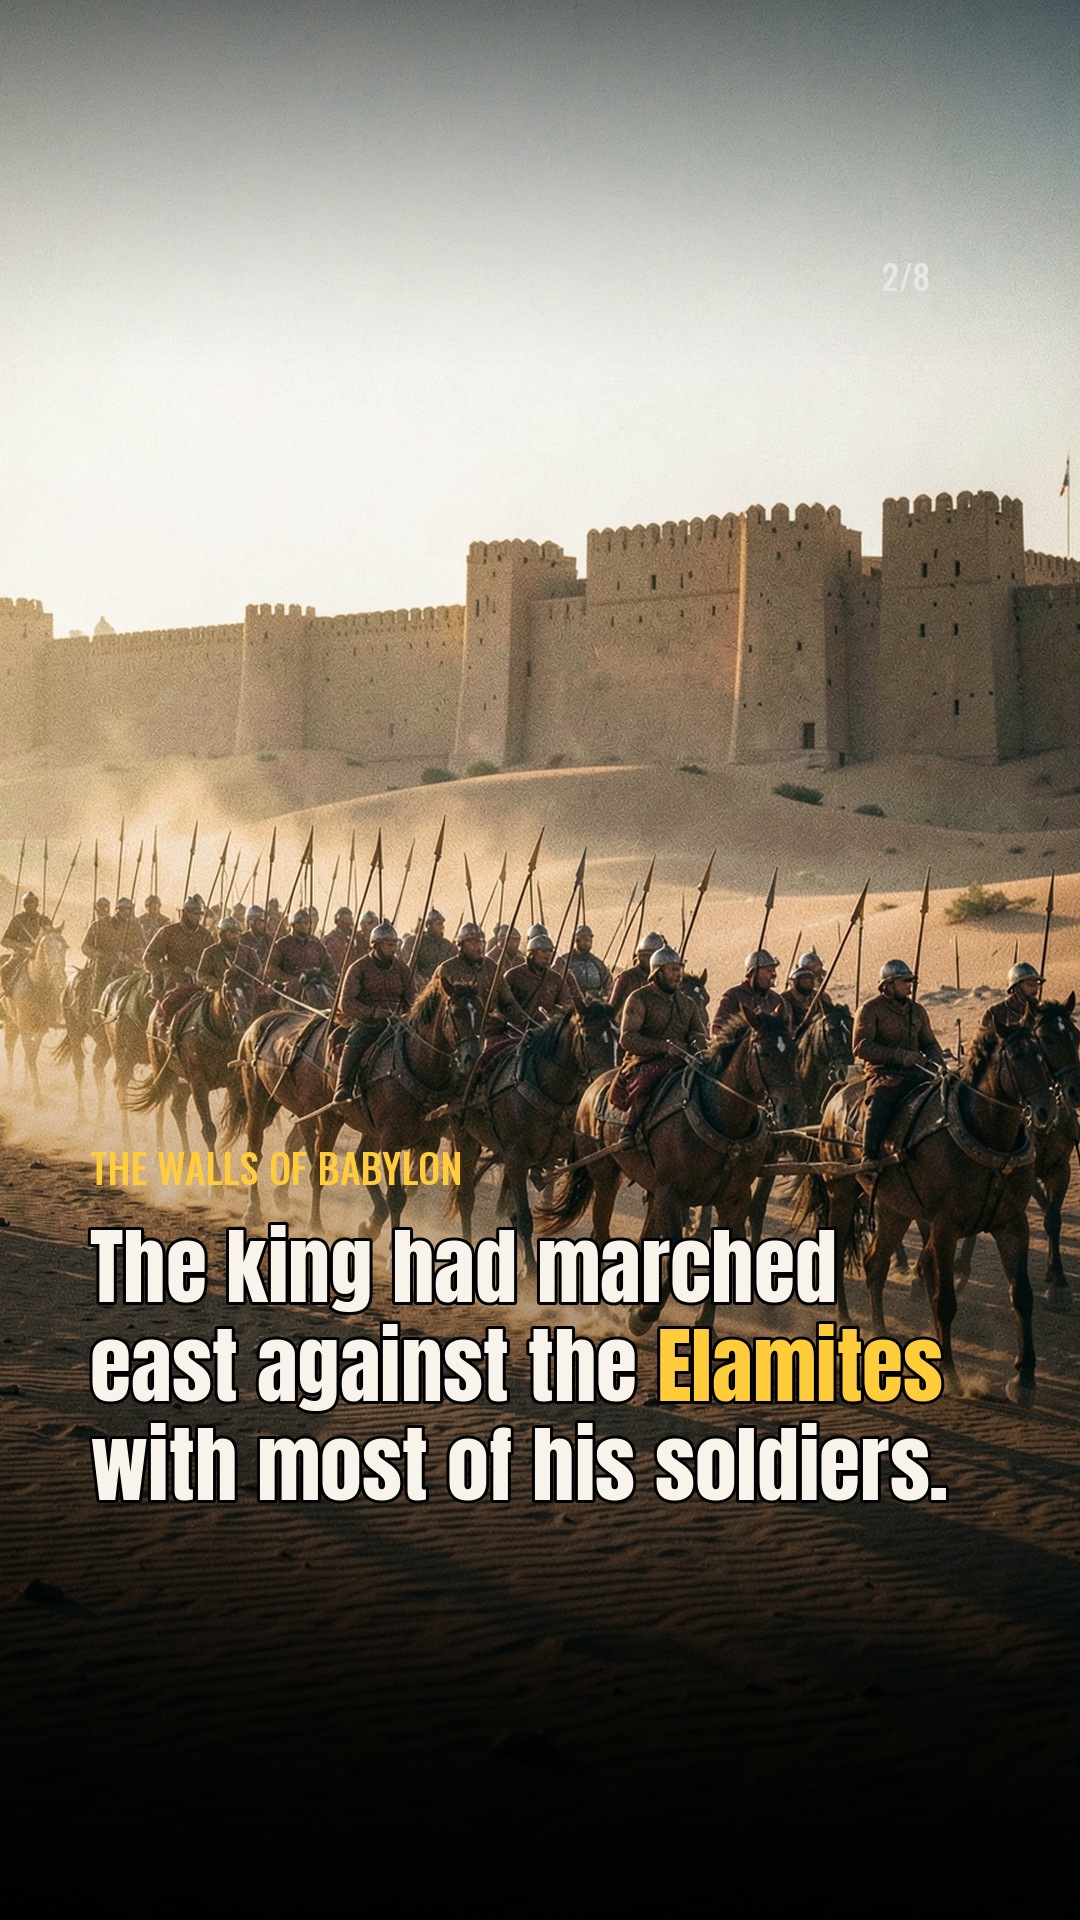 2/8
THE WALLS OF BABYLON
The king had marched
east against the Elamites
with most of his soldiers.